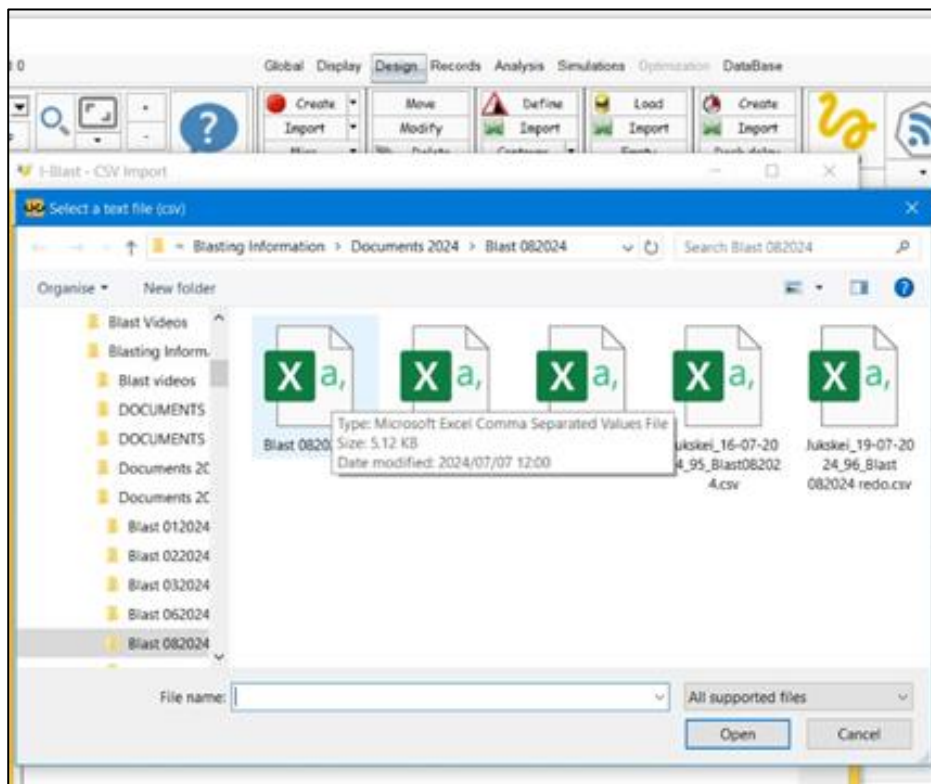 Global Display Design Records Analysis Simulations Optimization DataBase
Create Move Define Load Create
Import Modify Import Import Import
Misc Delete Contours Empty Dash delay
I-Blast - CSV Import
Select a text file (csv)
Blasting Information > Documents 2024 > Blast 082024 Search Blast 082024
Organise New folder
Blast Videos
Blasting Inform
Blast videos
DOCUMENTS
DOCUMENTS
Documents 20
Documents 20
Blast 012024
Blast 022024
Blast 032024
Blast 062024
Blast 082024
X a,
X a,
X a,
X a,
X a,
Blast 0820
Type: Microsoft Excel Comma Separated Values File
Size: 5.12 KB
Date modified: 2024/07/07 12:00
ukskei_16-07-20
4_95_Blast08202
4.csv
Jukskei_19-07-20
24_96_Blast
082024 redo.csv
File name: All supported files
Open Cancel